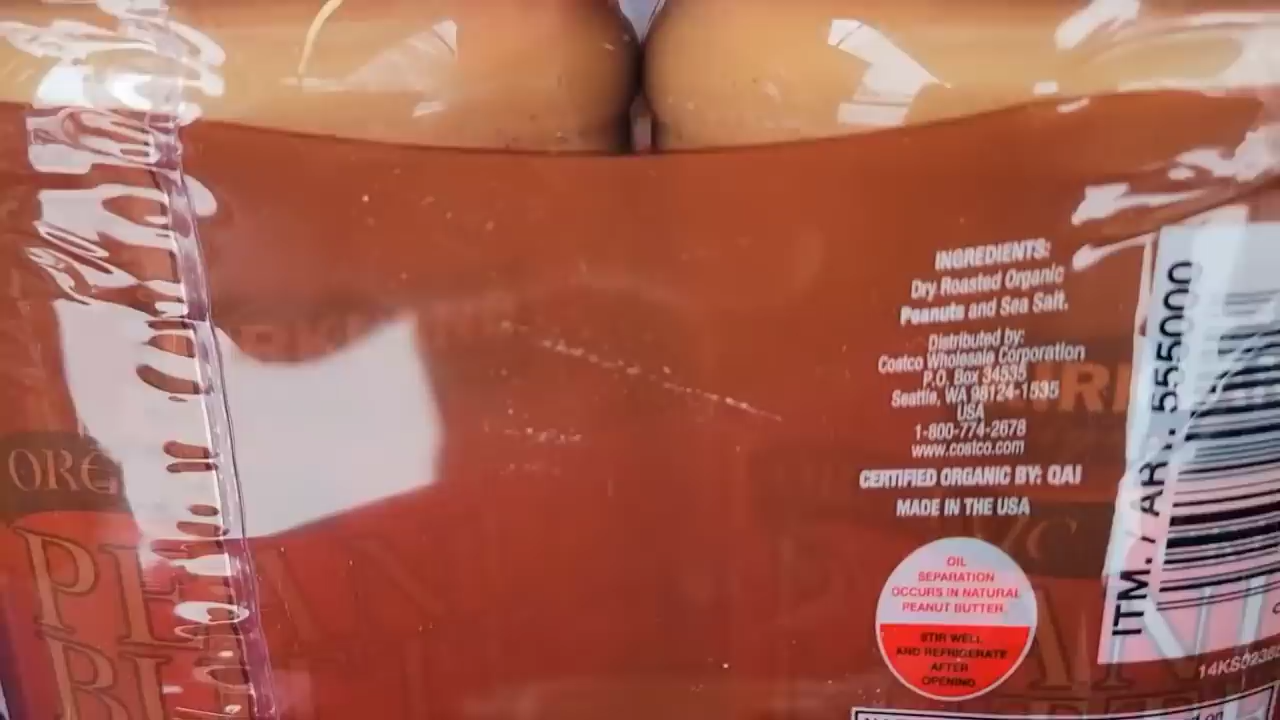 INGREDIENTS:
Dry Roasted Organic
Peanuts and Sea Salt.
Distributed by:
Costco Wholesale Corporation
P.O. Box 34535
Seattle, WA 98124-1535
USA
1-800-774-2678
www.costco.com
CERTIFIED ORGANIC BY: QAI
MADE IN THE USA
OIL
SEPARATION
OCCURS IN NATURAL
PEANUT BUTTER.
STIR WELL
AND REFRIGERATE
AFTER
OPENING
ITM. / ART. 555000